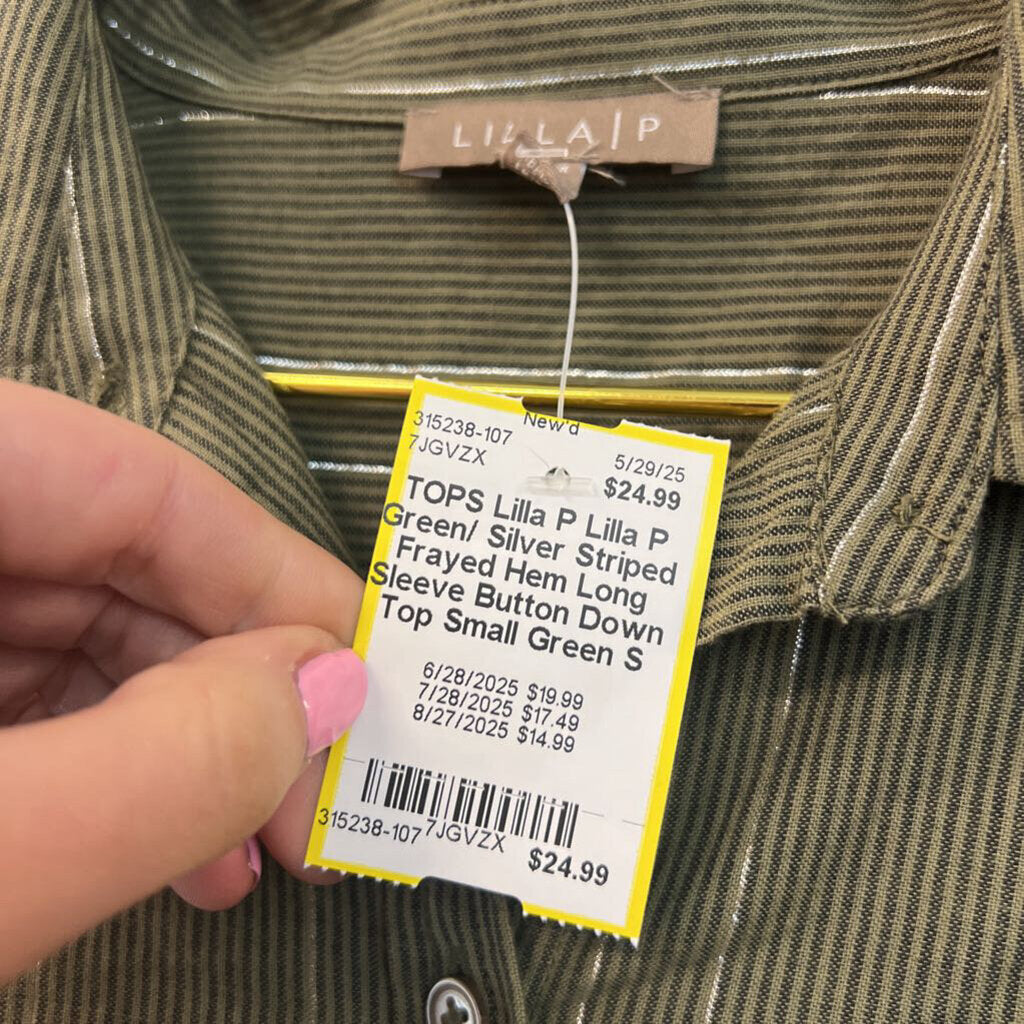 LILLA|P
New'd
315238-107
7JGVZX
5/29/25
$24.99
TOPS Lilla P Lilla P
Green/ Silver Striped
Frayed Hem Long
Sleeve Button Down
Top Small Green S
6/28/2025 $19.99
7/28/2025 $17.49
8/27/2025 $14.99
315238-107 7JGVZX
$24.99